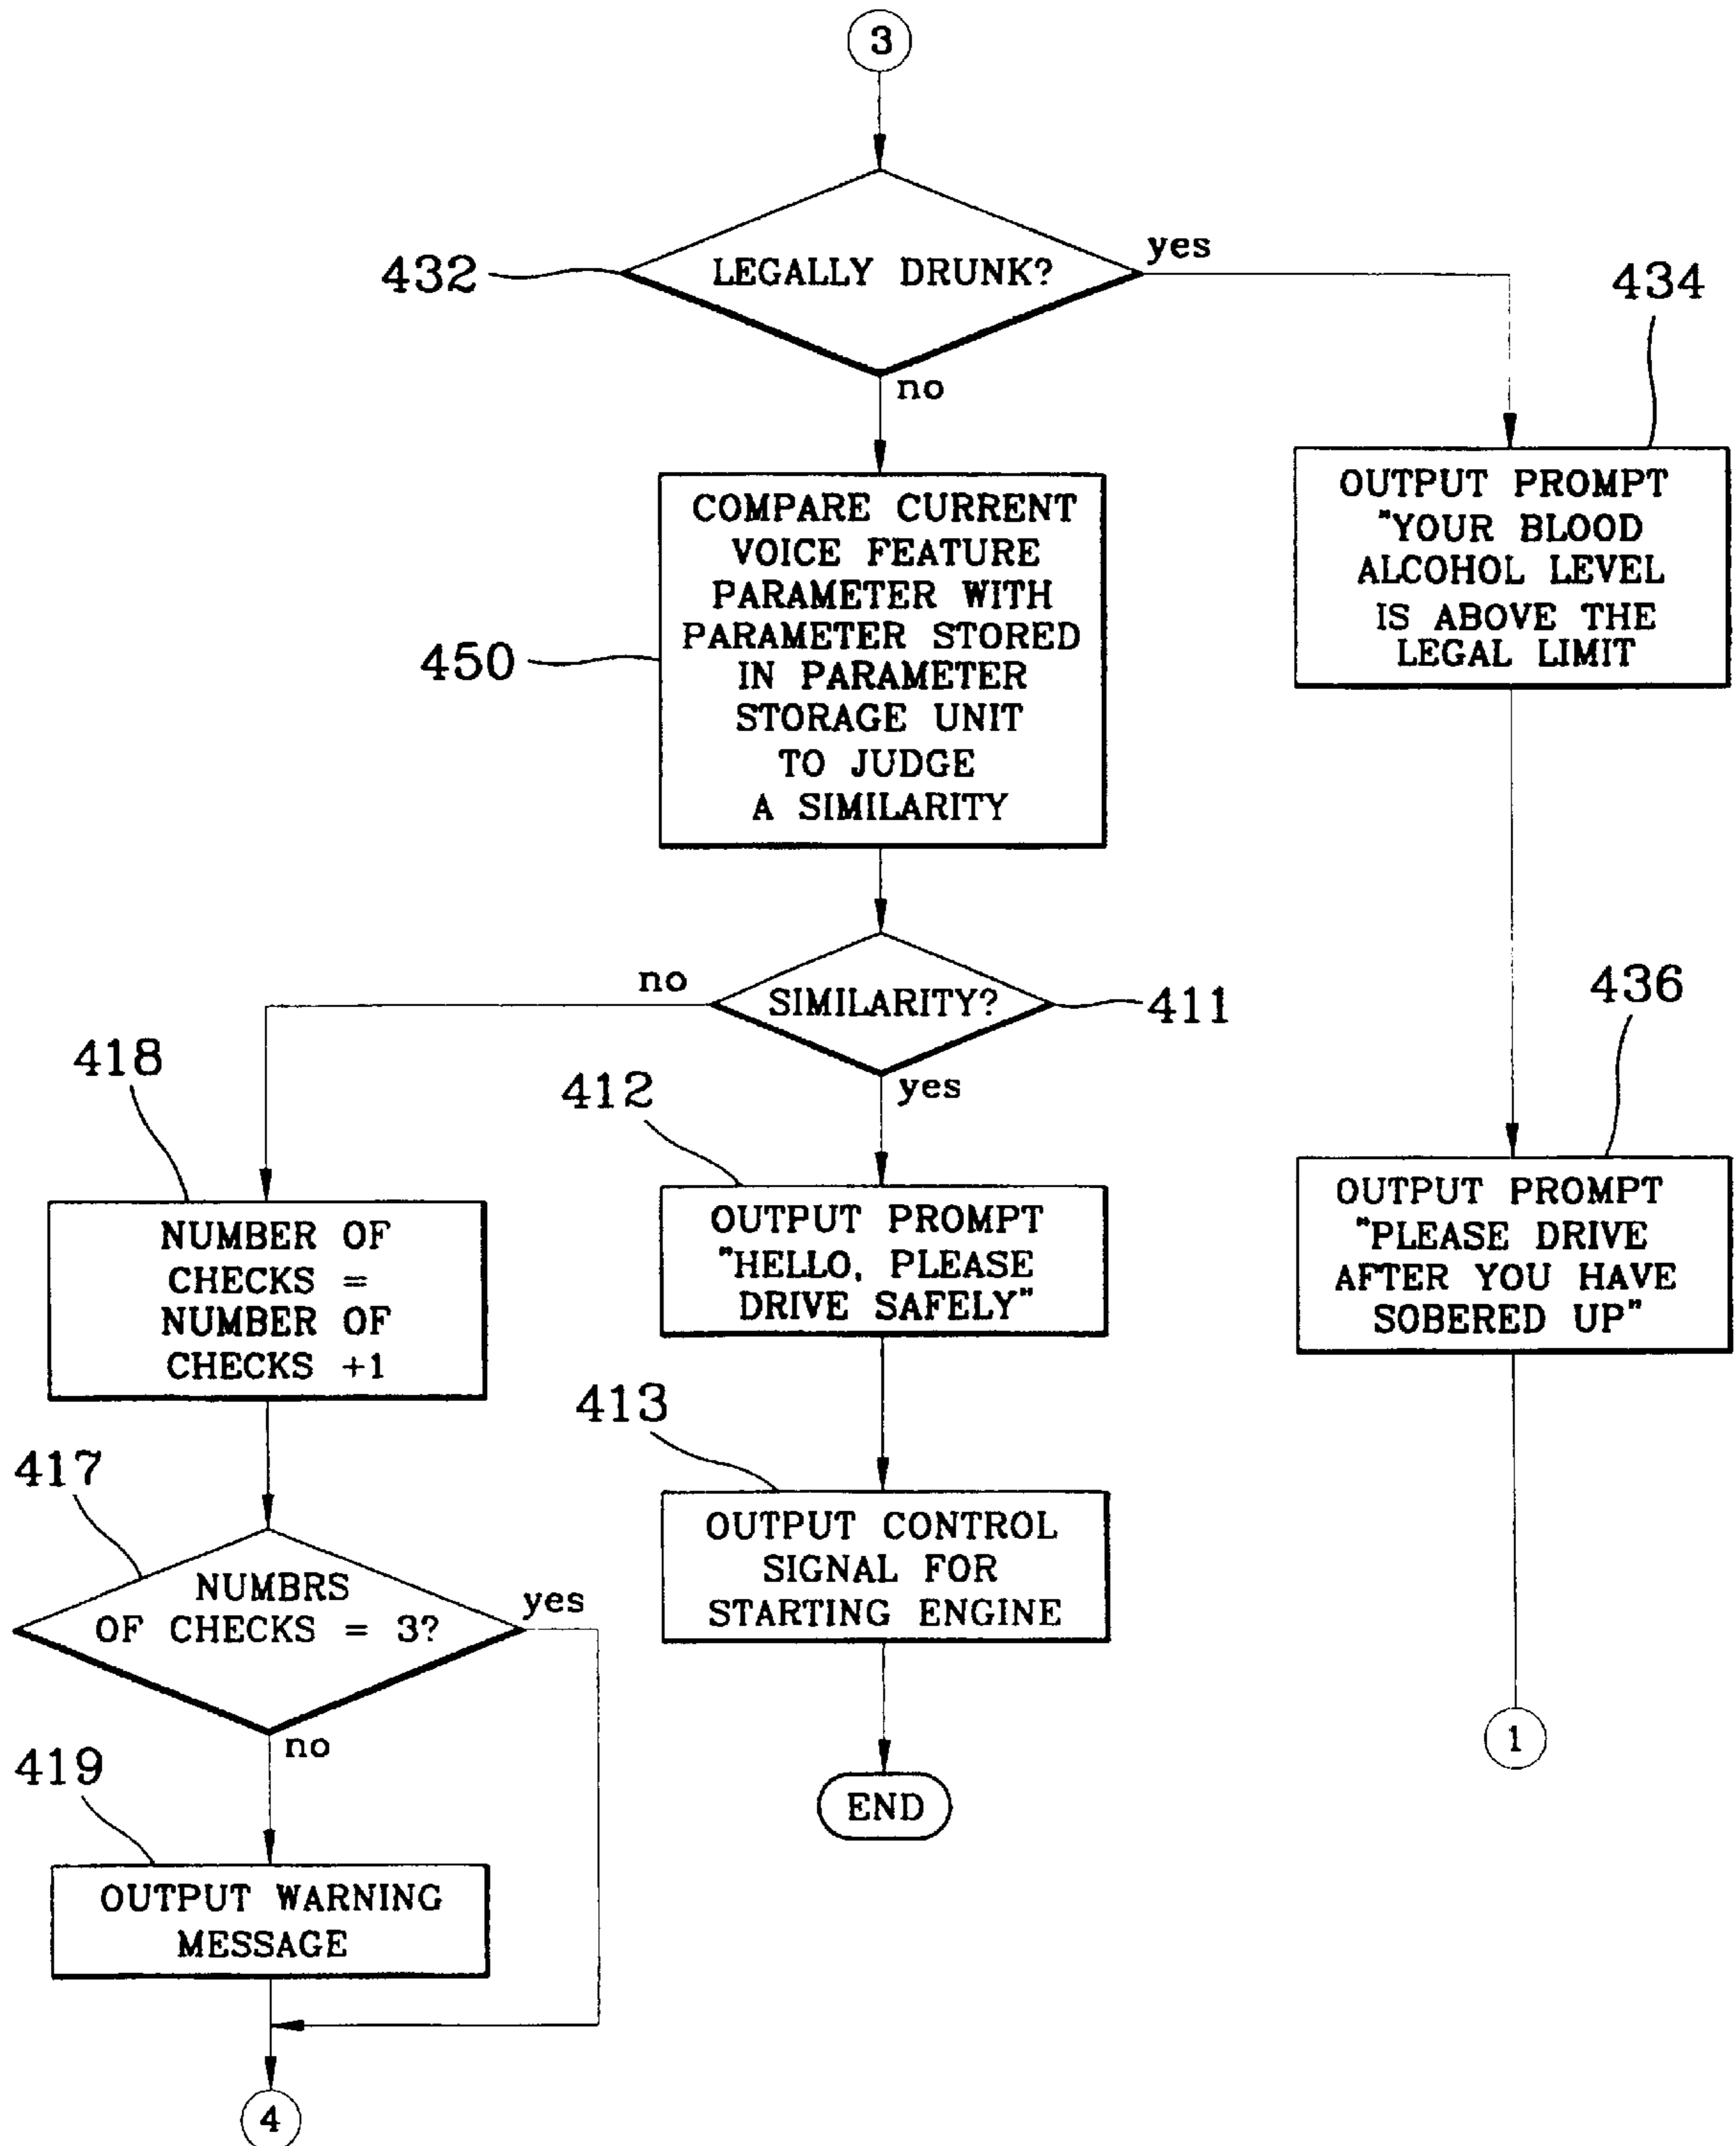 3
LEGALLY DRUNK?
432
yes
no
434
OUTPUT PROMPT
"YOUR BLOOD
ALCOHOL LEVEL
IS ABOVE THE
LEGAL LIMIT
COMPARE CURRENT
VOICE FEATURE
PARAMETER WITH
PARAMETER STORED
IN PARAMETER
STORAGE UNIT
TO JUDGE
A SIMILARITY
450
SIMILARITY?
411
no
yes
436
OUTPUT PROMPT
"PLEASE DRIVE
AFTER YOU HAVE
SOBERED UP"
1
418
NUMBER OF
CHECKS =
NUMBER OF
CHECKS +1
412
OUTPUT PROMPT
"HELLO, PLEASE
DRIVE SAFELY"
413
OUTPUT CONTROL
SIGNAL FOR
STARTING ENGINE
END
417
NUMBRS
OF CHECKS = 3?
yes
no
419
OUTPUT WARNING
MESSAGE
4